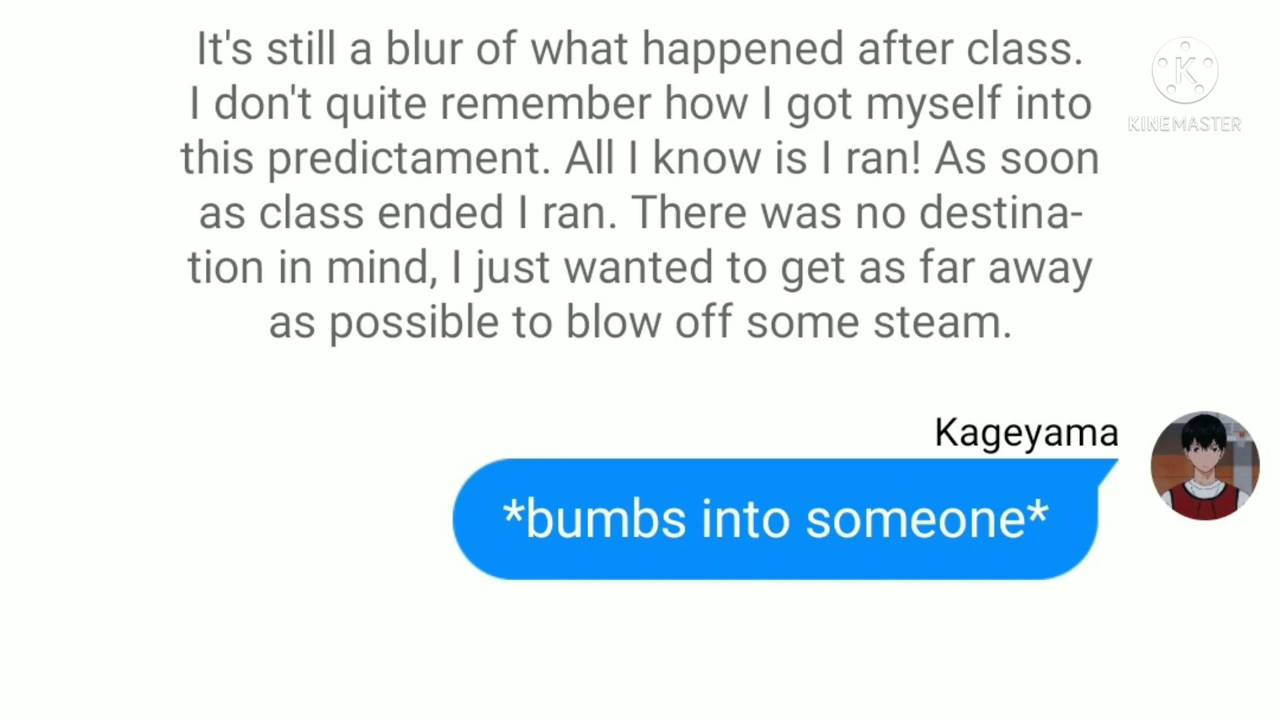 It's still a blur of what happened after class.
I don't quite remember how I got myself into
this predictament. All I know is I ran! As soon
as class ended I ran. There was no destina-
tion in mind, I just wanted to get as far away
as possible to blow off some steam.
K
KINEMASTER
Kageyama
*bumbs into someone*